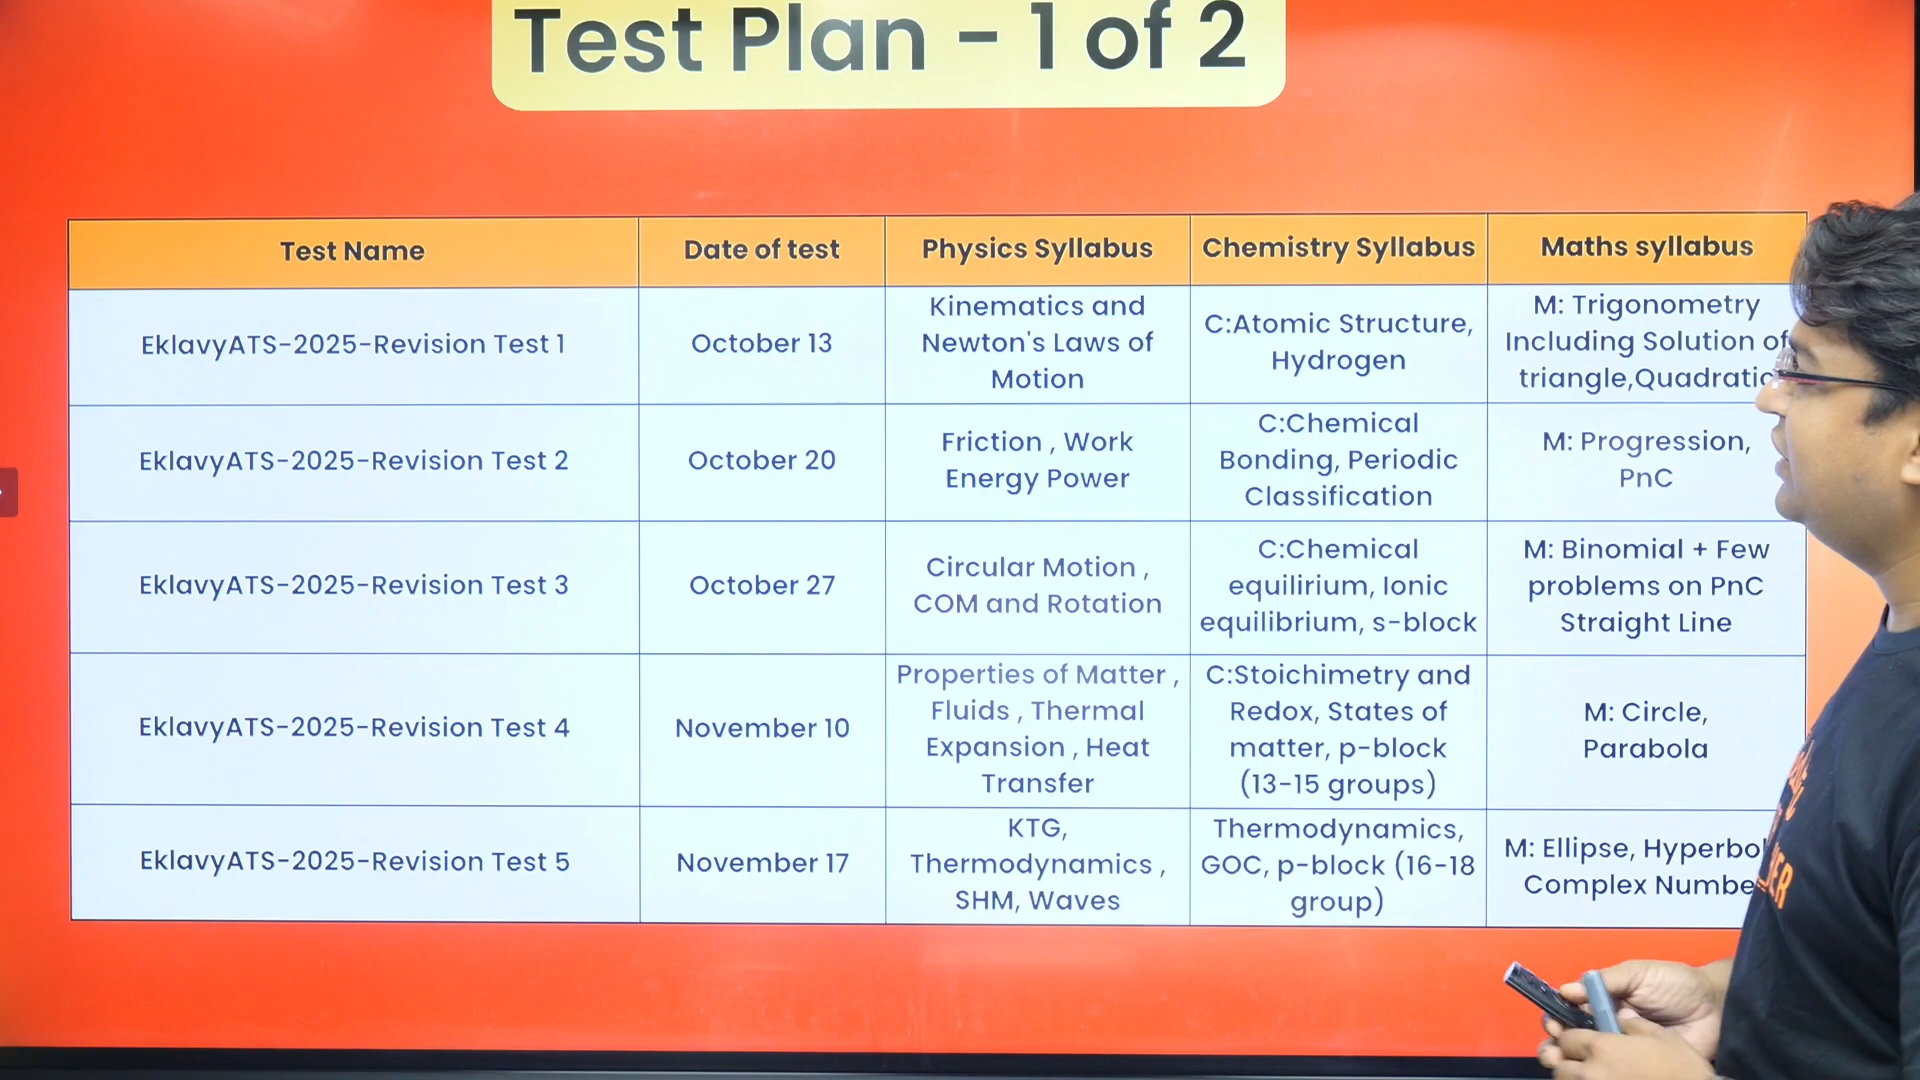 Test Plan - 1 of 2
Test Name
Date of test
Physics Syllabus
Chemistry Syllabus
Maths syllabus
EklavyATS-2025-Revision Test 1
October 13
Kinematics and
Newton's Laws of
Motion
C:Atomic Structure,
Hydrogen
M: Trigonometry
Including Solution of
triangle,Quadratic
EklavyATS-2025-Revision Test 2
October 20
Friction , Work
Energy Power
C:Chemical
Bonding, Periodic
Classification
M: Progression,
PnC
EklavyATS-2025-Revision Test 3
October 27
Circular Motion ,
COM and Rotation
C:Chemical
equilirium, Ionic
equilibrium, s-block
M: Binomial + Few
problems on PnC
Straight Line
EklavyATS-2025-Revision Test 4
November 10
Properties of Matter ,
Fluids , Thermal
Expansion , Heat
Transfer
C:Stoichimetry and
Redox, States of
matter, p-block
(13-15 groups)
M: Circle,
Parabola
EklavyATS-2025-Revision Test 5
November 17
KTG,
Thermodynamics ,
SHM, Waves
Thermodynamics,
GOC, p-block (16-18
group)
M: Ellipse,
Complex